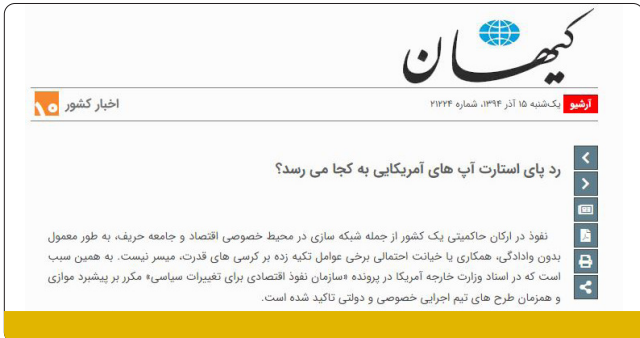 کیهان
آرشیو یک‌شنبه ۱۵ آذر ۱۳۹۴، شماره ۲۱۲۲۴
اخبار کشور ۱۰
رد پای استارت آپ های آمریکایی به کجا می رسد؟
نفوذ در ارکان حاکمیتی یک کشور از جمله شبکه سازی در محیط خصوصی اقتصاد و جامعه حریف، به طور معمول
بدون وادادگی، همکاری یا خیانت احتمالی برخی عوامل تکیه زده بر کرسی های قدرت، میسر نیست. به همین سبب
است که در اسناد وزارت خارجه آمریکا در پرونده «سازمان نفوذ اقتصادی برای تغییرات سیاسی» مکرر بر پیشبرد موازی
و همزمان طرح های تیم اجرایی خصوصی و دولتی تاکید شده است.